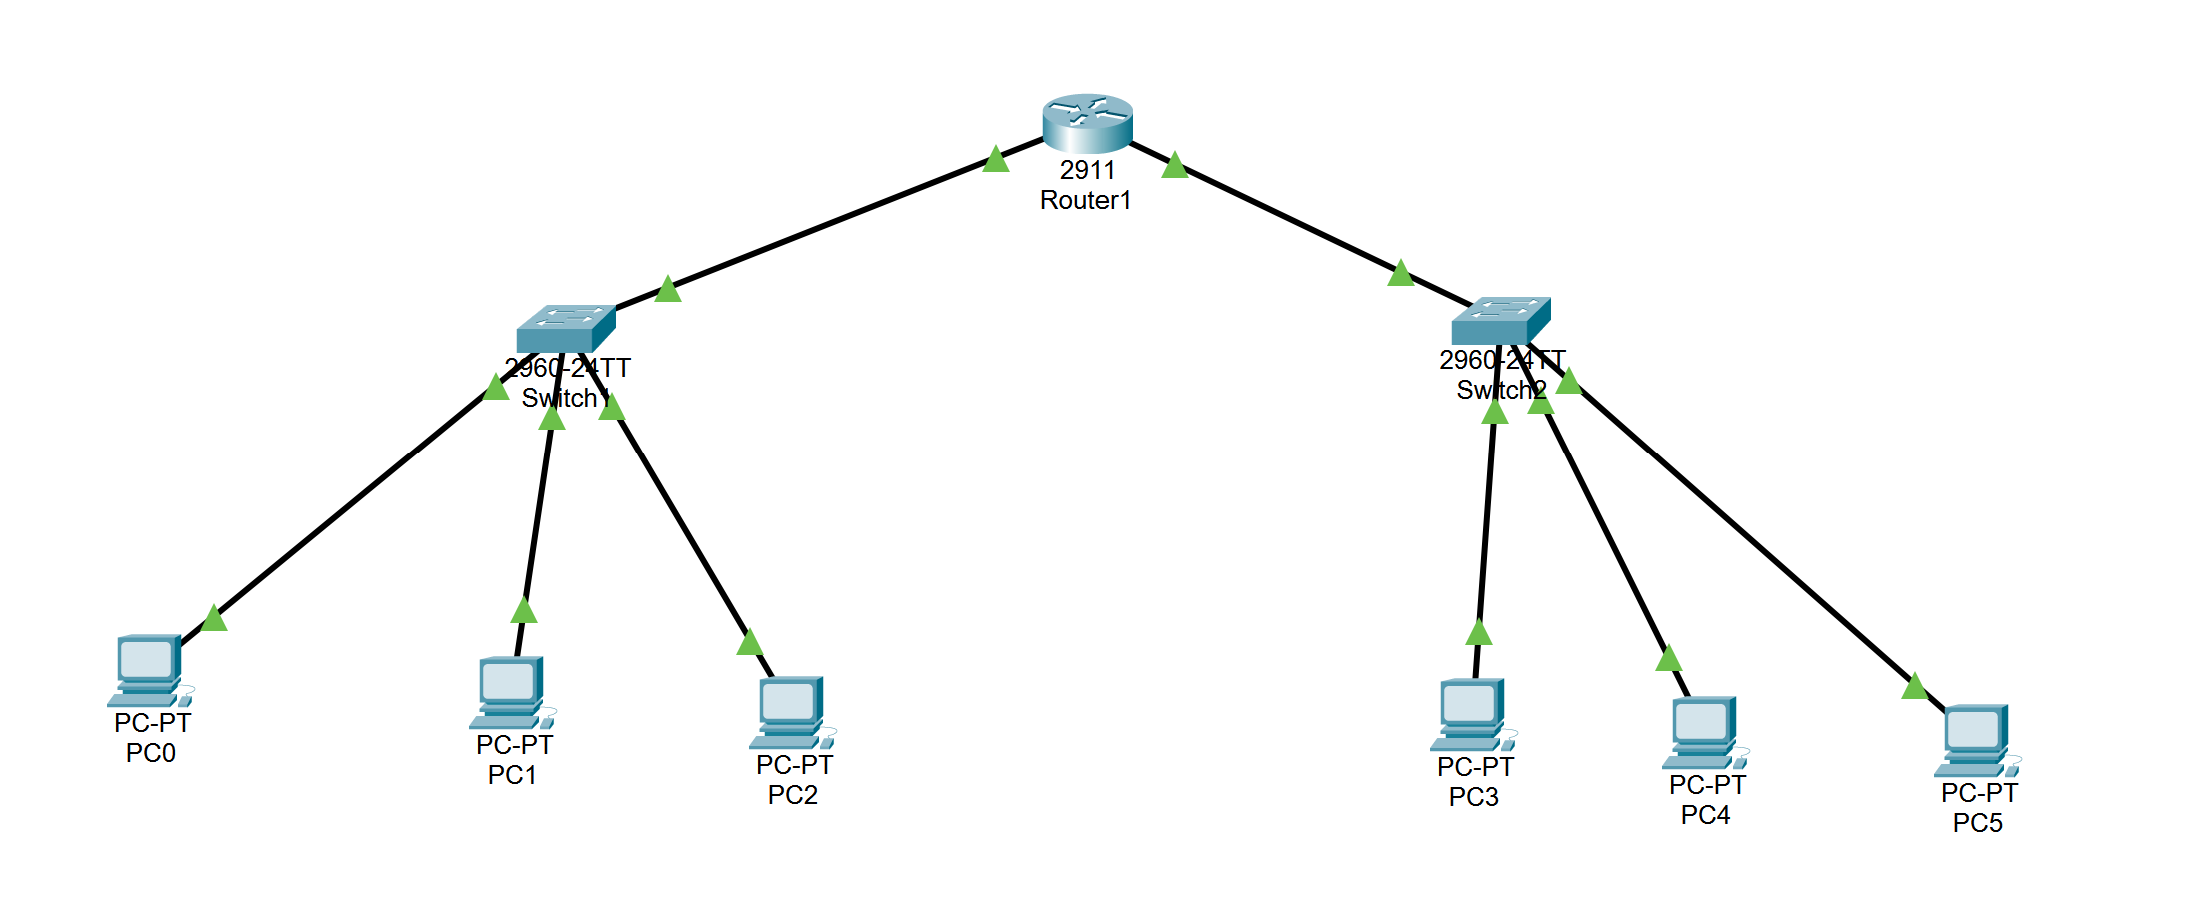 2911
Router1
2960-24TT
Switch1
2960-24TT
Switch2
PC-PT
PC0
PC-PT
PC1
PC-PT
PC2
PC-PT
PC3
PC-PT
PC4
PC-PT
PC5